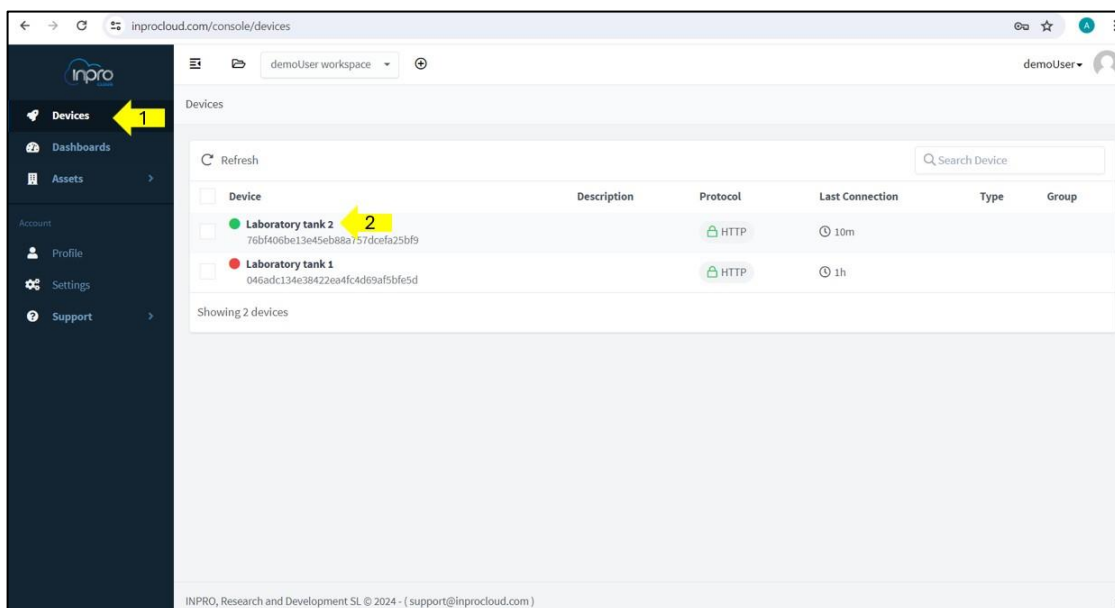 inprocloud.com/console/devices
A
inpro
demoUser workspace
demoUser
Devices
1
Dashboards
Assets
Account
Profile
Settings
Support
Devices
Refresh
Search Device
Device Description Protocol Last Connection Type Group
Laboratory tank 2 2
76bf406be13e45eb88a757dcefa25bf9
HTTP 10m
Laboratory tank 1
046adc134e38422ea4fc4d69af5bfe5d
HTTP 1h
Showing 2 devices
INPRO, Research and Development SL © 2024 - ( support@inprocloud.com )